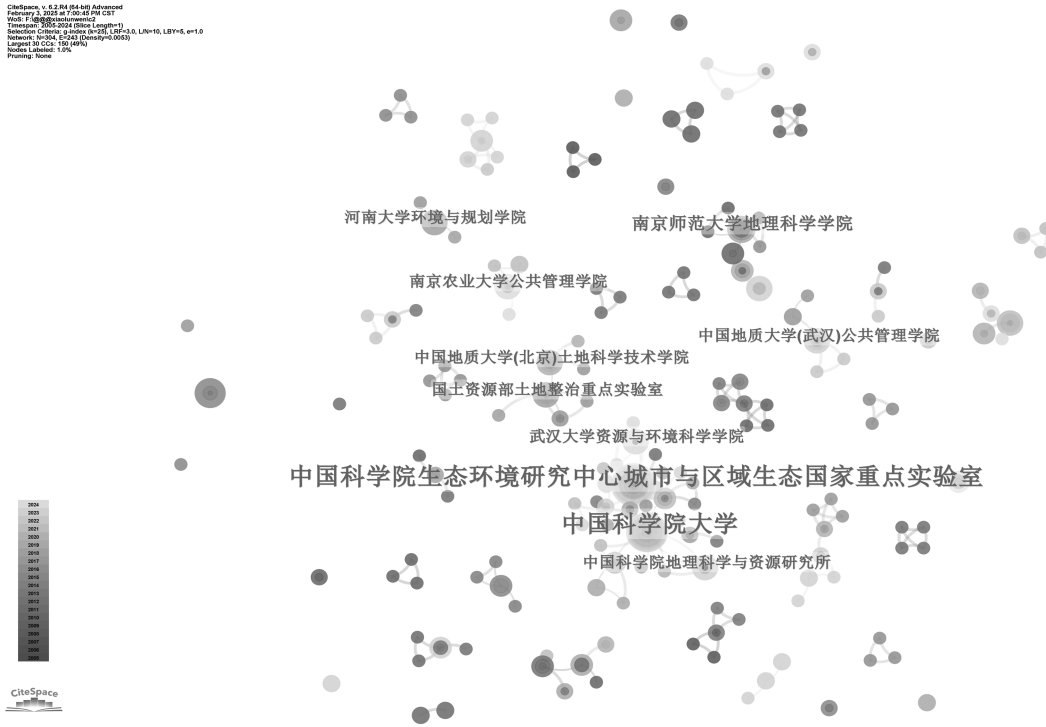 CiteSpace, v. 6.2.R4 (64-bit) Advanced
February 3, 2025 at 7:00:45 PM CST
WoS: F:\@@@xiaolunwen\c2
Timespan: 2005-2024 (Slice Length=1)
Selection Criteria: g-index (k=25), LRF=3.0, L/N=10, LBY=5, e=1.0
Network: N=304, E=243 (Density=0.0053)
Largest 30 CCs: 150 (49%)
Nodes Labeled: 1.0%
Pruning: None
河南大学环境与规划学院
南京师范大学地理科学学院
南京农业大学公共管理学院
中国地质大学(武汉)公共管理学院
中国地质大学(北京)土地科学技术学院
国土资源部土地整治重点实验室
武汉大学资源与环境科学学院
中国科学院生态环境研究中心城市与区域生态国家重点实验室
中国科学院大学
中国科学院地理科学与资源研究所
2024
2023
2022
2021
2020
2019
2018
2017
2016
2015
2014
2013
2012
2011
2010
2009
2008
2007
2006
2005
CiteSpace